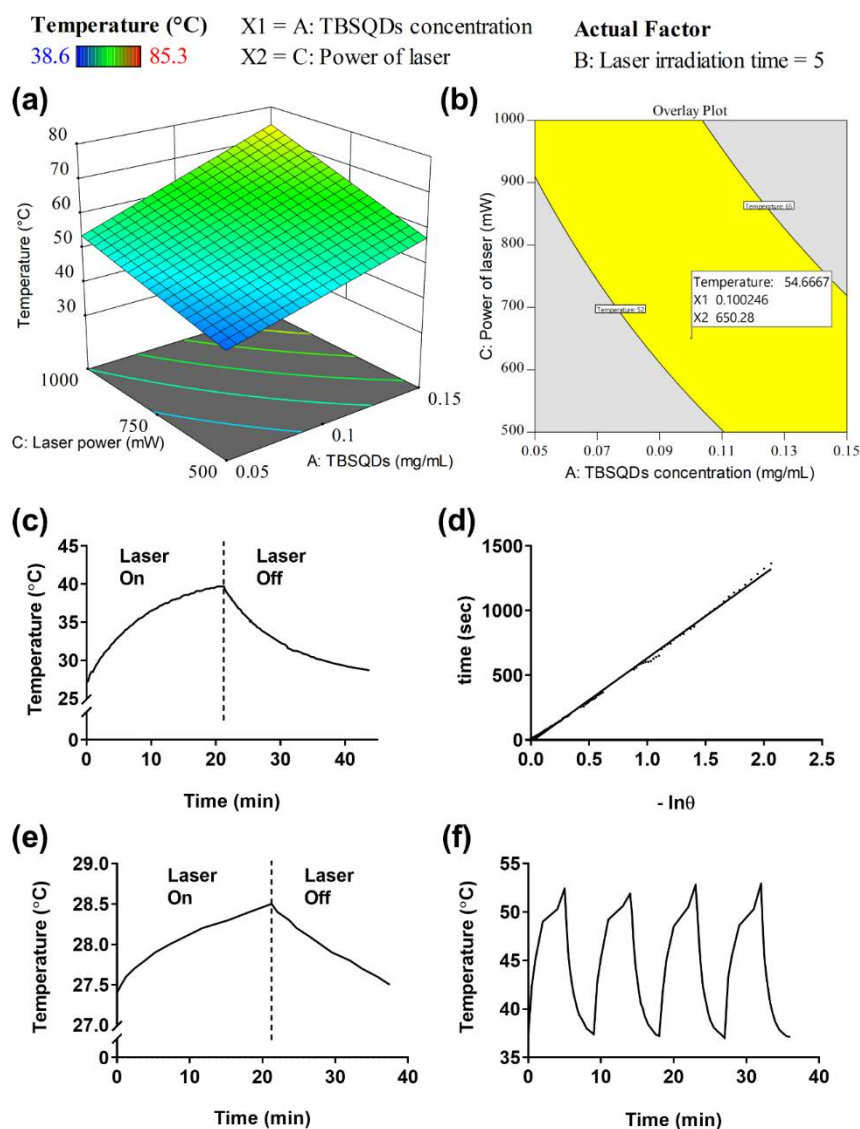 Temperature (°C)
38.6 85.3
X1 = A: TBSQDs concentration
X2 = C: Power of laser
Actual Factor
B: Laser irradiation time = 5
(a)
Temperature (°C)
80
70
60
50
40
30
1000
750
500
C: Laser power (mW)
0.15
0.1
0.05
A: TBSQDs (mg/mL)
(b)
Overlay Plot
C: Power of laser (mW)
1000
900
800
700
600
500
Temperature: 65
Temperature: 52
Temperature: 54.6667
X1 0.100246
X2 650.28
0.05 0.07 0.09 0.11 0.13 0.15
A: TBSQDs concentration (mg/mL)
(c)
Temperature (°C)
45
40
35
30
25
0
Laser
On
Laser
Off
0 10 20 30 40
Time (min)
(d)
time (sec)
1500
1000
500
0
0.0 0.5 1.0 1.5 2.0 2.5
- lnθ
(e)
Temperature (°C)
29.0
28.5
28.0
27.5
27.0
0
Laser
On
Laser
Off
0 10 20 30 40
Time (min)
(f)
Temperature (°C)
55
50
45
40
35
0 10 20 30 40
Time (min)